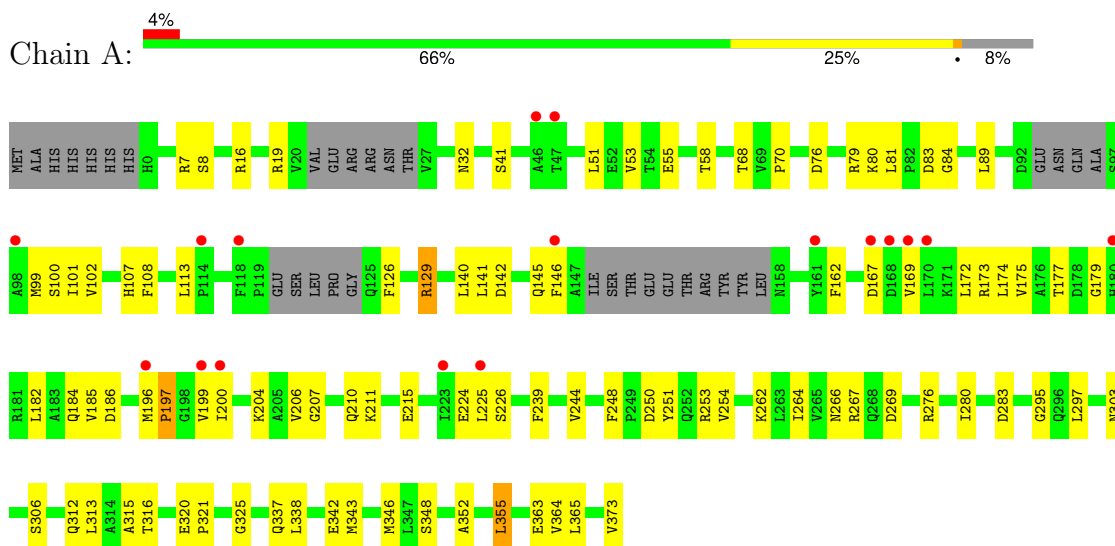 4%
Chain A:
66% 25% • 8%
MET ALA HIS HIS HIS HIS HIS HIS H0 R7 S8 R16 R19 V20 VAL GLU ARG ARG ASN THR V27 N32 S41 A46 T47 L51 E52 V53 T54 E55 T58 T68 V69 P70 D76 R79 K80 L81 P82 D83 G84 L89 D92 GLU ASN GLN ALA S97
A98 M99 S100 I101 V102 H107 F108 L113 P114 F118 P119 GLU SER LEU PRO GLY Q125 F126 R129 L140 L141 D142 Q145 F146 A147 ILE SER THR THR GLU GLU THR ARG TYR TYR LEU N158 Y161 F162 D167 D168 V169 L170 K171 L172 R173 L174 V175 A176 T177 D178 G179 H180
R181 L182 A183 Q184 V185 D186 M196 P197 G198 V199 I200 K204 A205 V206 G207 Q210 K211 E215 I223 E224 L225 S226 F239 V244 F248 P249 D250 Y251 Q252 R253 V254 K262 L263 I264 V265 N266 R267 Q268 D269 R276 I280 D283 G295 Q296 L297 N303
S306 Q312 L313 A314 A315 T316 E320 P321 G325 Q337 L338 E342 M343 M346 L347 S348 A352 L355 E363 V364 L365 V373